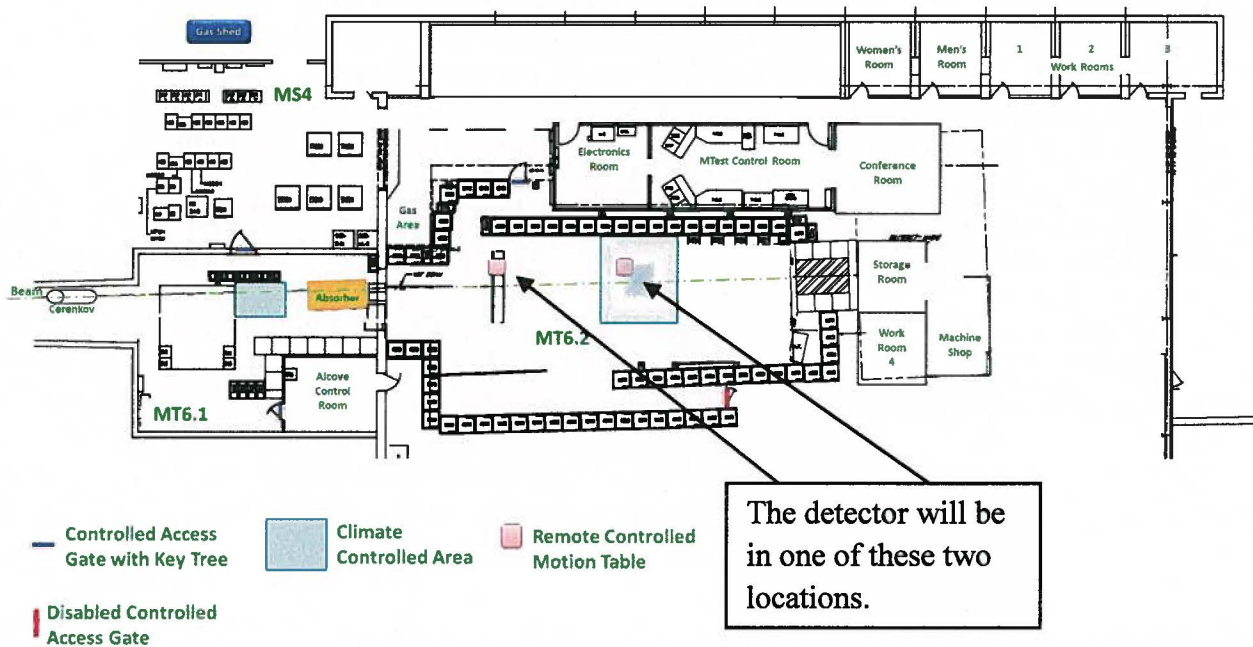 Gas Shed
MS4
Women's
Room
Men's
Room
1
2
3
Work Rooms
Electronics
Room
MTest Control Room
Conference
Room
Gas
Area
Beam
Cerenkov
Absorber
Storage
Room
MT6.2
Work
Room
4
Machine
Shop
Alcove
Control
Room
MT6.1
Controlled Access
Gate with Key Tree
Climate
Controlled Area
Remote Controlled
Motion Table
Disabled Controlled
Access Gate
The detector will be
in one of these two
locations.